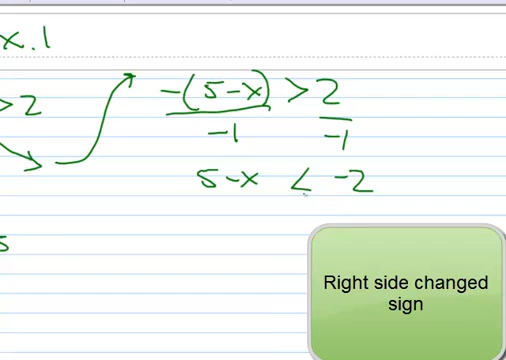 x.1
>2
-(5-x) > 2
-1 -1
5-x < -2
5
Right side changed
sign